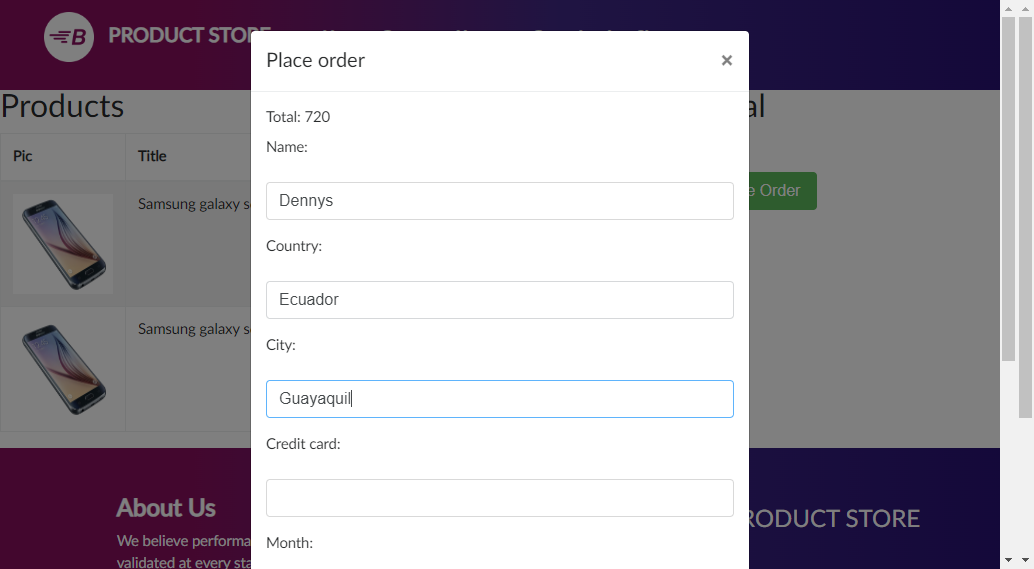 B PRODUCT STORE
Place order
×
Products
Pic
Title
Total: 720
Name:
Samsung galaxy s
Dennys
Country:
Ecuador
City:
Samsung galaxy s
Guayaquil
Credit card:
Month:
al
e Order
About Us
We believe performa
validated at every sta
RODUCT STORE